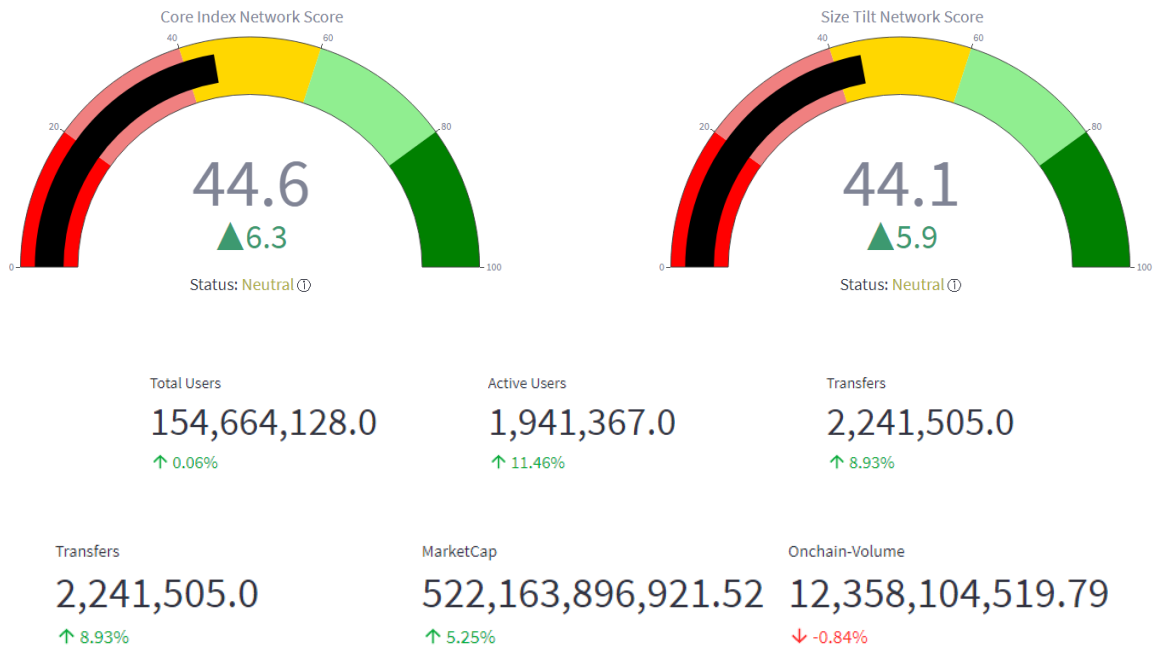 Core Index Network Score
0
20
40
60
80
100
44.6
▲6.3
Status: Neutral ⓘ
Size Tilt Network Score
0
20
40
60
80
100
44.1
▲5.9
Status: Neutral ⓘ
Total Users
154,664,128.0
↑ 0.06%
Active Users
1,941,367.0
↑ 11.46%
Transfers
2,241,505.0
↑ 8.93%
Transfers
2,241,505.0
↑ 8.93%
MarketCap
522,163,896,921.52
↑ 5.25%
Onchain-Volume
12,358,104,519.79
↓ -0.84%